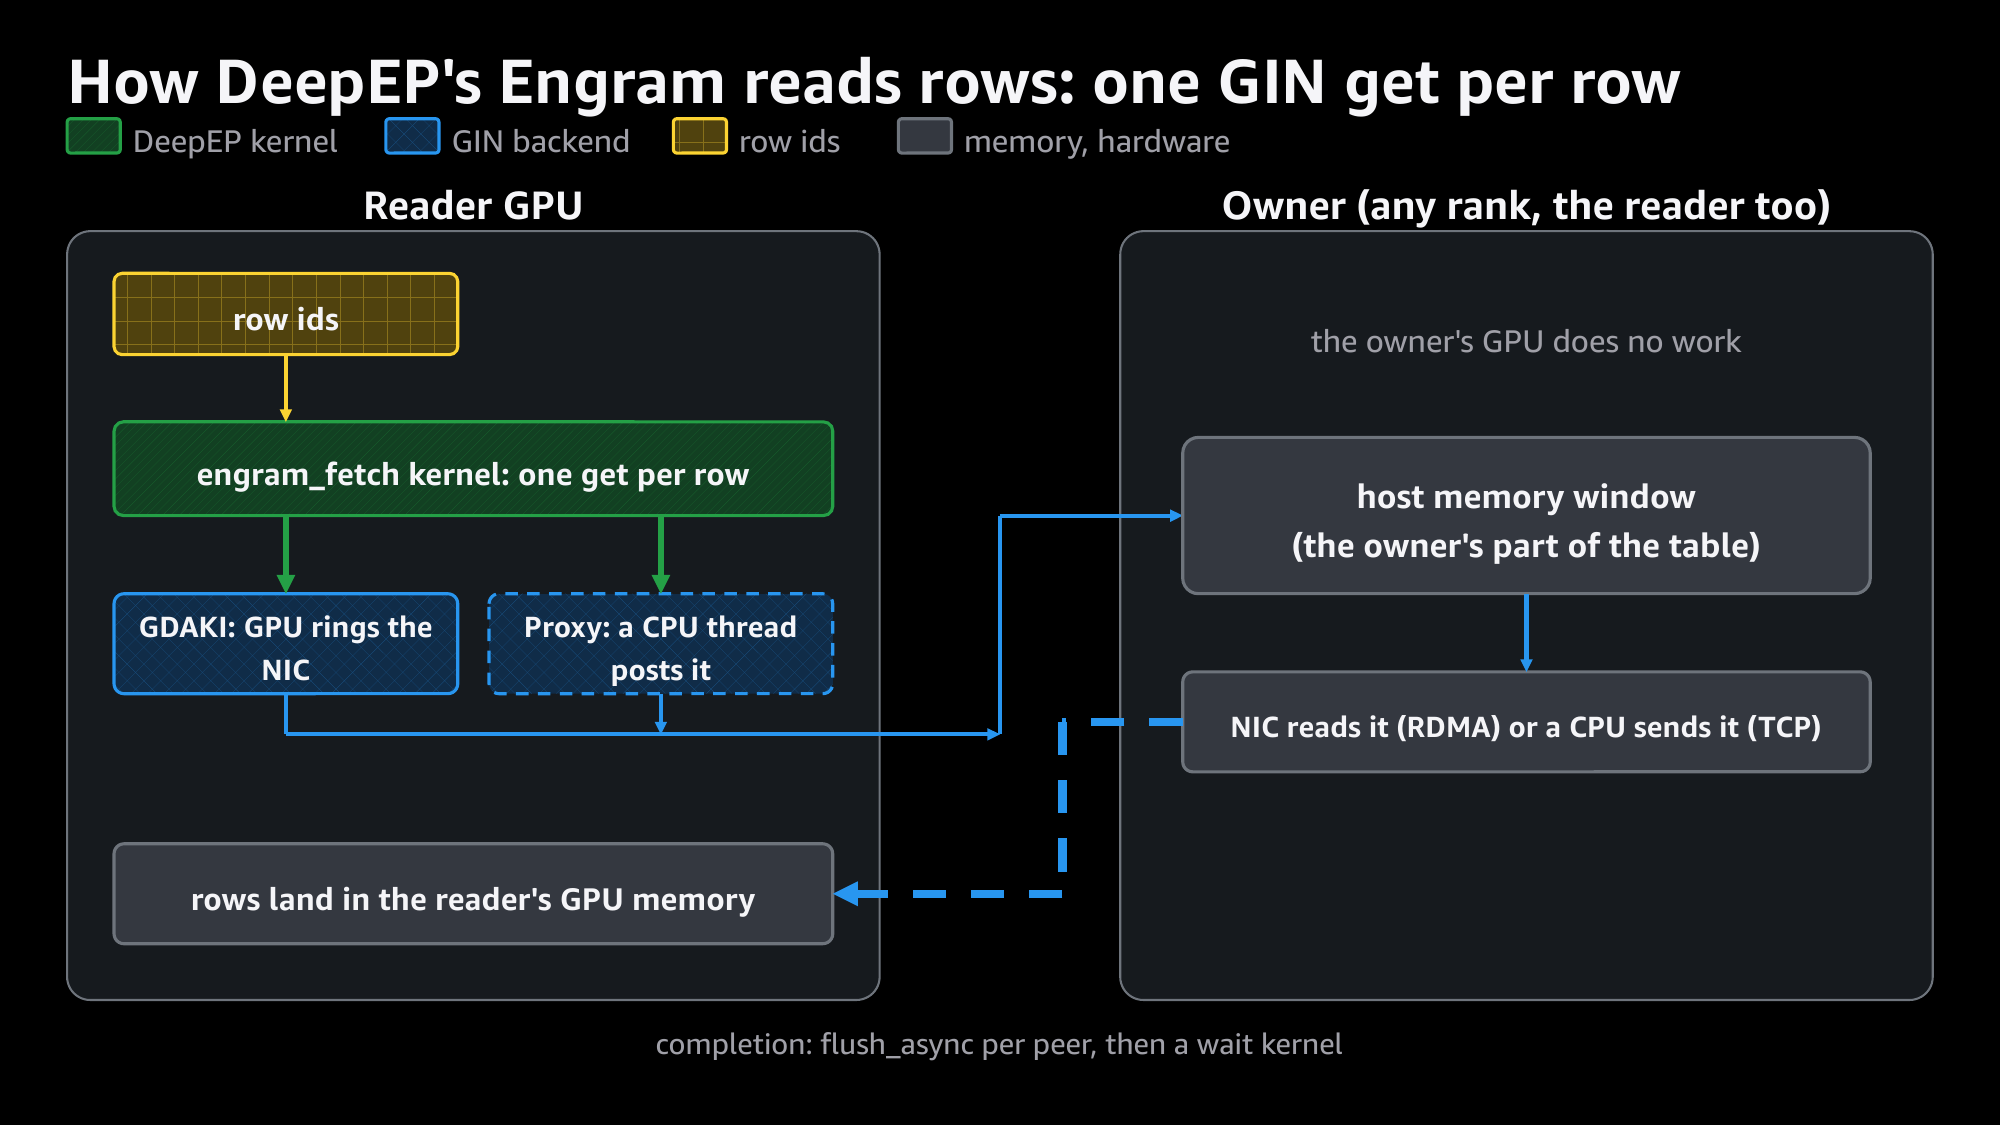 How DeepEP's Engram reads rows: one GIN get per row
DeepEP kernel
GIN backend
row ids
memory, hardware
Reader GPU
Owner (any rank, the reader too)
row ids
the owner's GPU does no work
engram_fetch kernel: one get per row
host memory window
(the owner's part of the table)
GDAKI: GPU rings the
NIC
Proxy: a CPU thread
posts it
NIC reads it (RDMA) or a CPU sends it (TCP)
rows land in the reader's GPU memory
completion: flush_async per peer, then a wait kernel